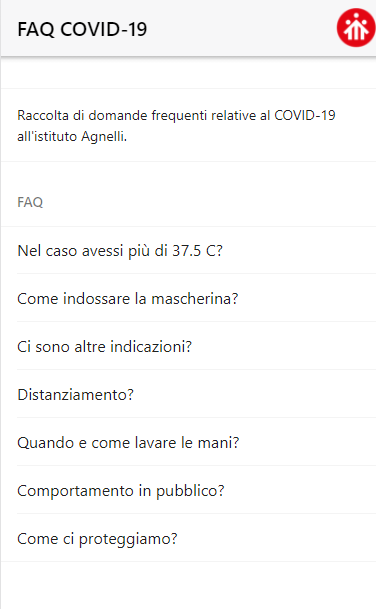 FAQ COVID-19
Raccolta di domande frequenti relative al COVID-19
all'istituto Agnelli.
FAQ
Nel caso avessi più di 37.5 C?
Come indossare la mascherina?
Ci sono altre indicazioni?
Distanziamento?
Quando e come lavare le mani?
Comportamento in pubblico?
Come ci proteggiamo?